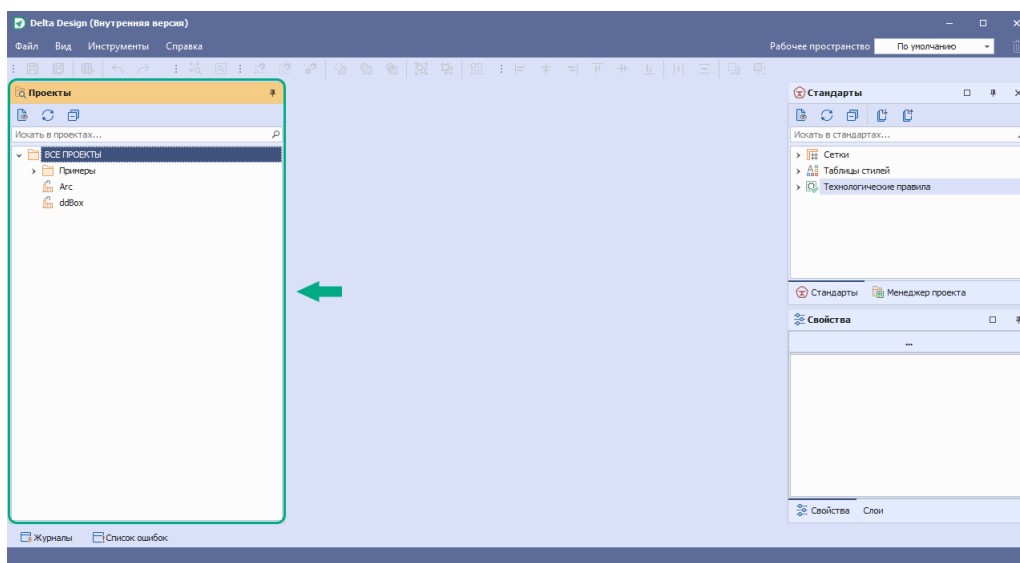 Delta Design (Внутренняя версия)
Файл Вид Инструменты Справка
Рабочее пространство По умолчанию
Проекты
Искать в проектах...
ВСЕ ПРОЕКТЫ
Примеры
Arc
ddBox
Стандарты
Искать в стандартах...
Сетки
Таблицы стилей
Технологические правила
Стандарты Менеджер проекта
Свойства
...
Свойства Слои
Журналы Список ошибок